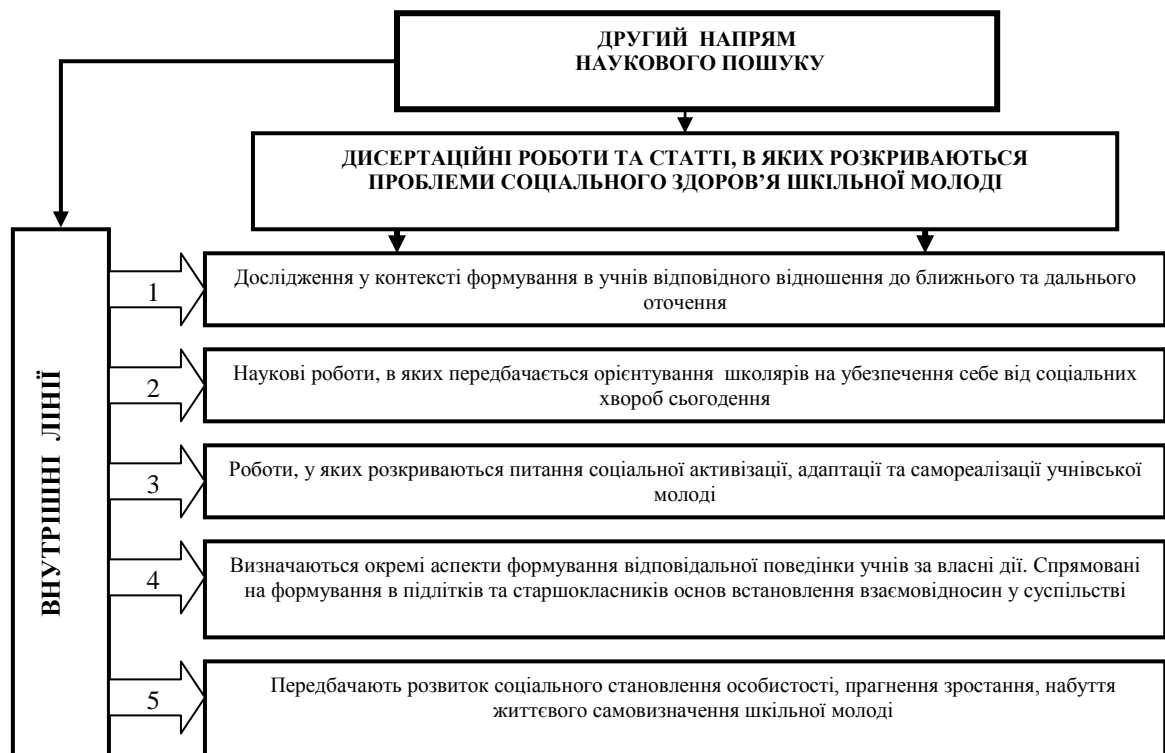 ДРУГИЙ НАПРЯМ
НАУКОВОГО ПОШУКУ
ДИСЕРТАЦІЙНІ РОБОТИ ТА СТАТТІ, В ЯКИХ РОЗКРИВАЮТЬСЯ
ПРОБЛЕМИ СОЦІАЛЬНОГО ЗДОРОВ’Я ШКІЛЬНОЇ МОЛОДІ
ВНУТРІШНІ ЛІНІЇ
1
Дослідження у контексті формування в учнів відповідного відношення до ближнього та дальнього
оточення
2
Наукові роботи, в яких передбачається орієнтування школярів на убезпечення себе від соціальних
хвороб сьогодення
3
Роботи, у яких розкриваються питання соціальної активізації, адаптації та самореалізації учнівської
молоді
4
Визначаються окремі аспекти формування відповідальної поведінки учнів за власні дії. Спрямовані
на формування в підлітків та старшокласників основ встановлення взаємовідносин у суспільстві
5
Передбачають розвиток соціального становлення особистості, прагнення зростання, набуття
життєвого самовизначення шкільної молоді